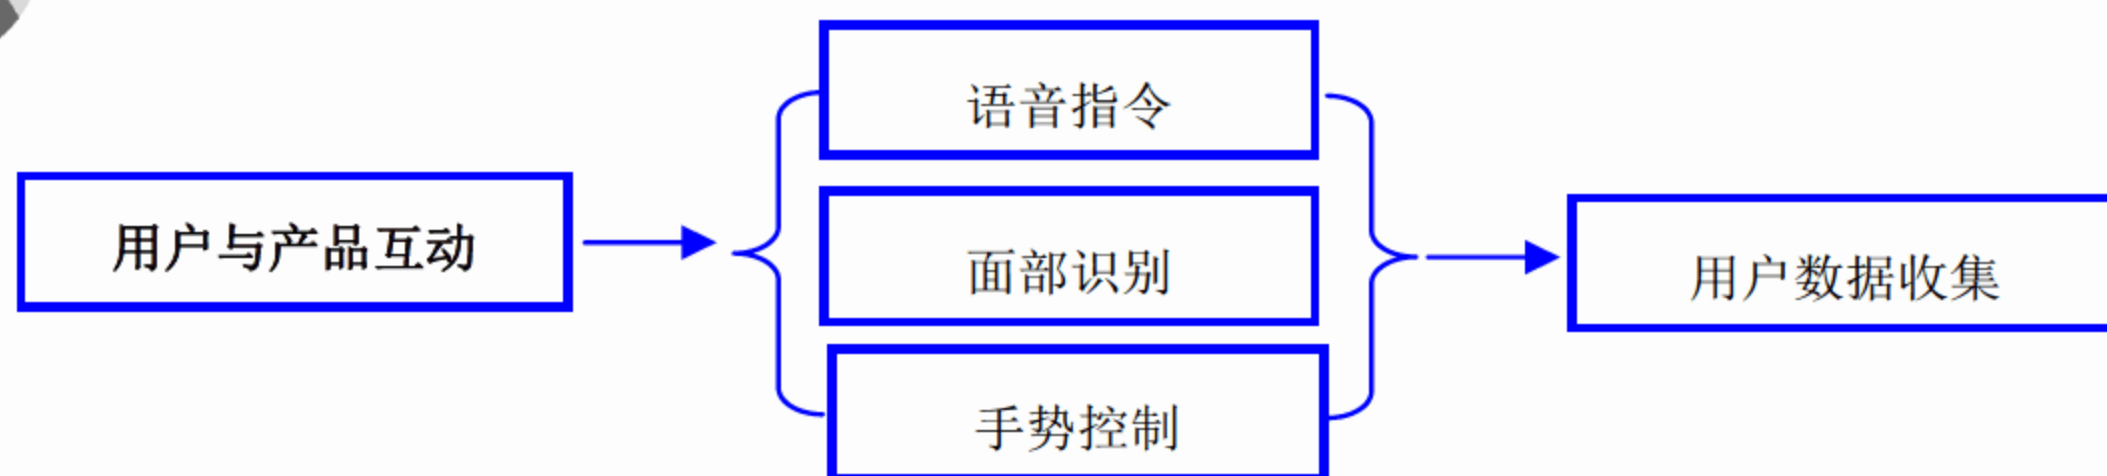 用户与产品互动
语音指令
面部识别
手势控制
用户数据收集